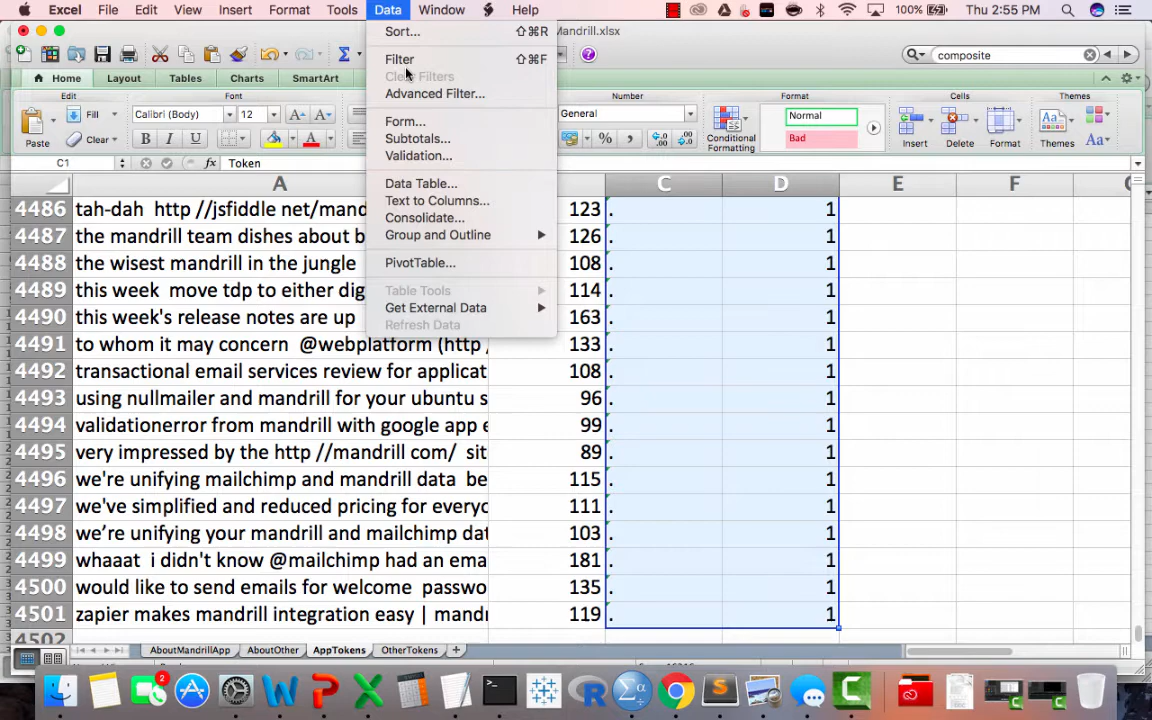 Excel File Edit View Insert Format Tools Data Window Help 100% Thu 2:55 PM
Mandrill.xlsx
composite
Home Layout Tables Charts SmartArt
Edit Font Number Format Cells Themes
Fill Calibri (Body) 12 General Normal
Paste Clear B I U A % Conditional Formatting Bad Insert Delete Format Themes Aa
C1 fx Token
Sort... ⇧⌘R
Filter ⇧⌘F
Clear Filters
Advanced Filter...
Form...
Subtotals...
Validation...
Data Table...
Text to Columns...
Consolidate...
Group and Outline
PivotTable...
Table Tools
Get External Data
Refresh Data
A C D E F
4486 tah-dah http //jsfiddle net/mand 123 . 1
4487 the mandrill team dishes about b 126 . 1
4488 the wisest mandrill in the jungle 108 . 1
4489 this week move tdp to either dig 114 . 1
4490 this week's release notes are up 163 . 1
4491 to whom it may concern @webplatform (http / 133 . 1
4492 transactional email services review for applicat 108 . 1
4493 using nullmailer and mandrill for your ubuntu s 96 . 1
4494 validationerror from mandrill with google app e 99 . 1
4495 very impressed by the http //mandrill com/ sit 89 . 1
4496 we're unifying mailchimp and mandrill data be 115 . 1
4497 we've simplified and reduced pricing for everyo 111 . 1
4498 we’re unifying your mandrill and mailchimp dat 103 . 1
4499 whaaat i didn't know @mailchimp had an ema 181 . 1
4500 would like to send emails for welcome passwo 135 . 1
4501 zapier makes mandrill integration easy | mandr 119 . 1
4502
AboutMandrillApp AboutOther AppTokens OtherTokens +
2